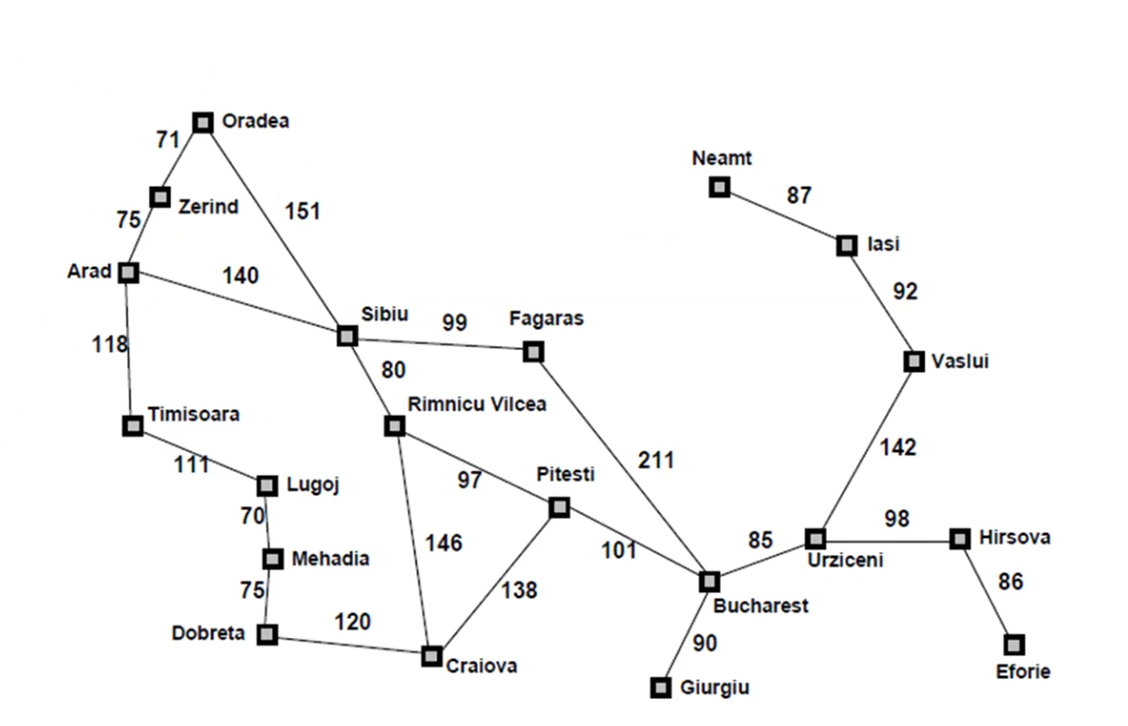 Oradea
71
Neamt
87
Zerind
151
75
Iasi
Arad
140
92
Sibiu
99
Fagaras
118
80
Vaslui
Timisoara
Rimnicu Vilcea
111
97
Pitesti
211
142
Lugoj
70
98
Hirsova
146
101
85
Urziceni
Mehadia
75
138
86
Dobreta
120
Bucharest
Craiova
90
Eforie
Giurgiu